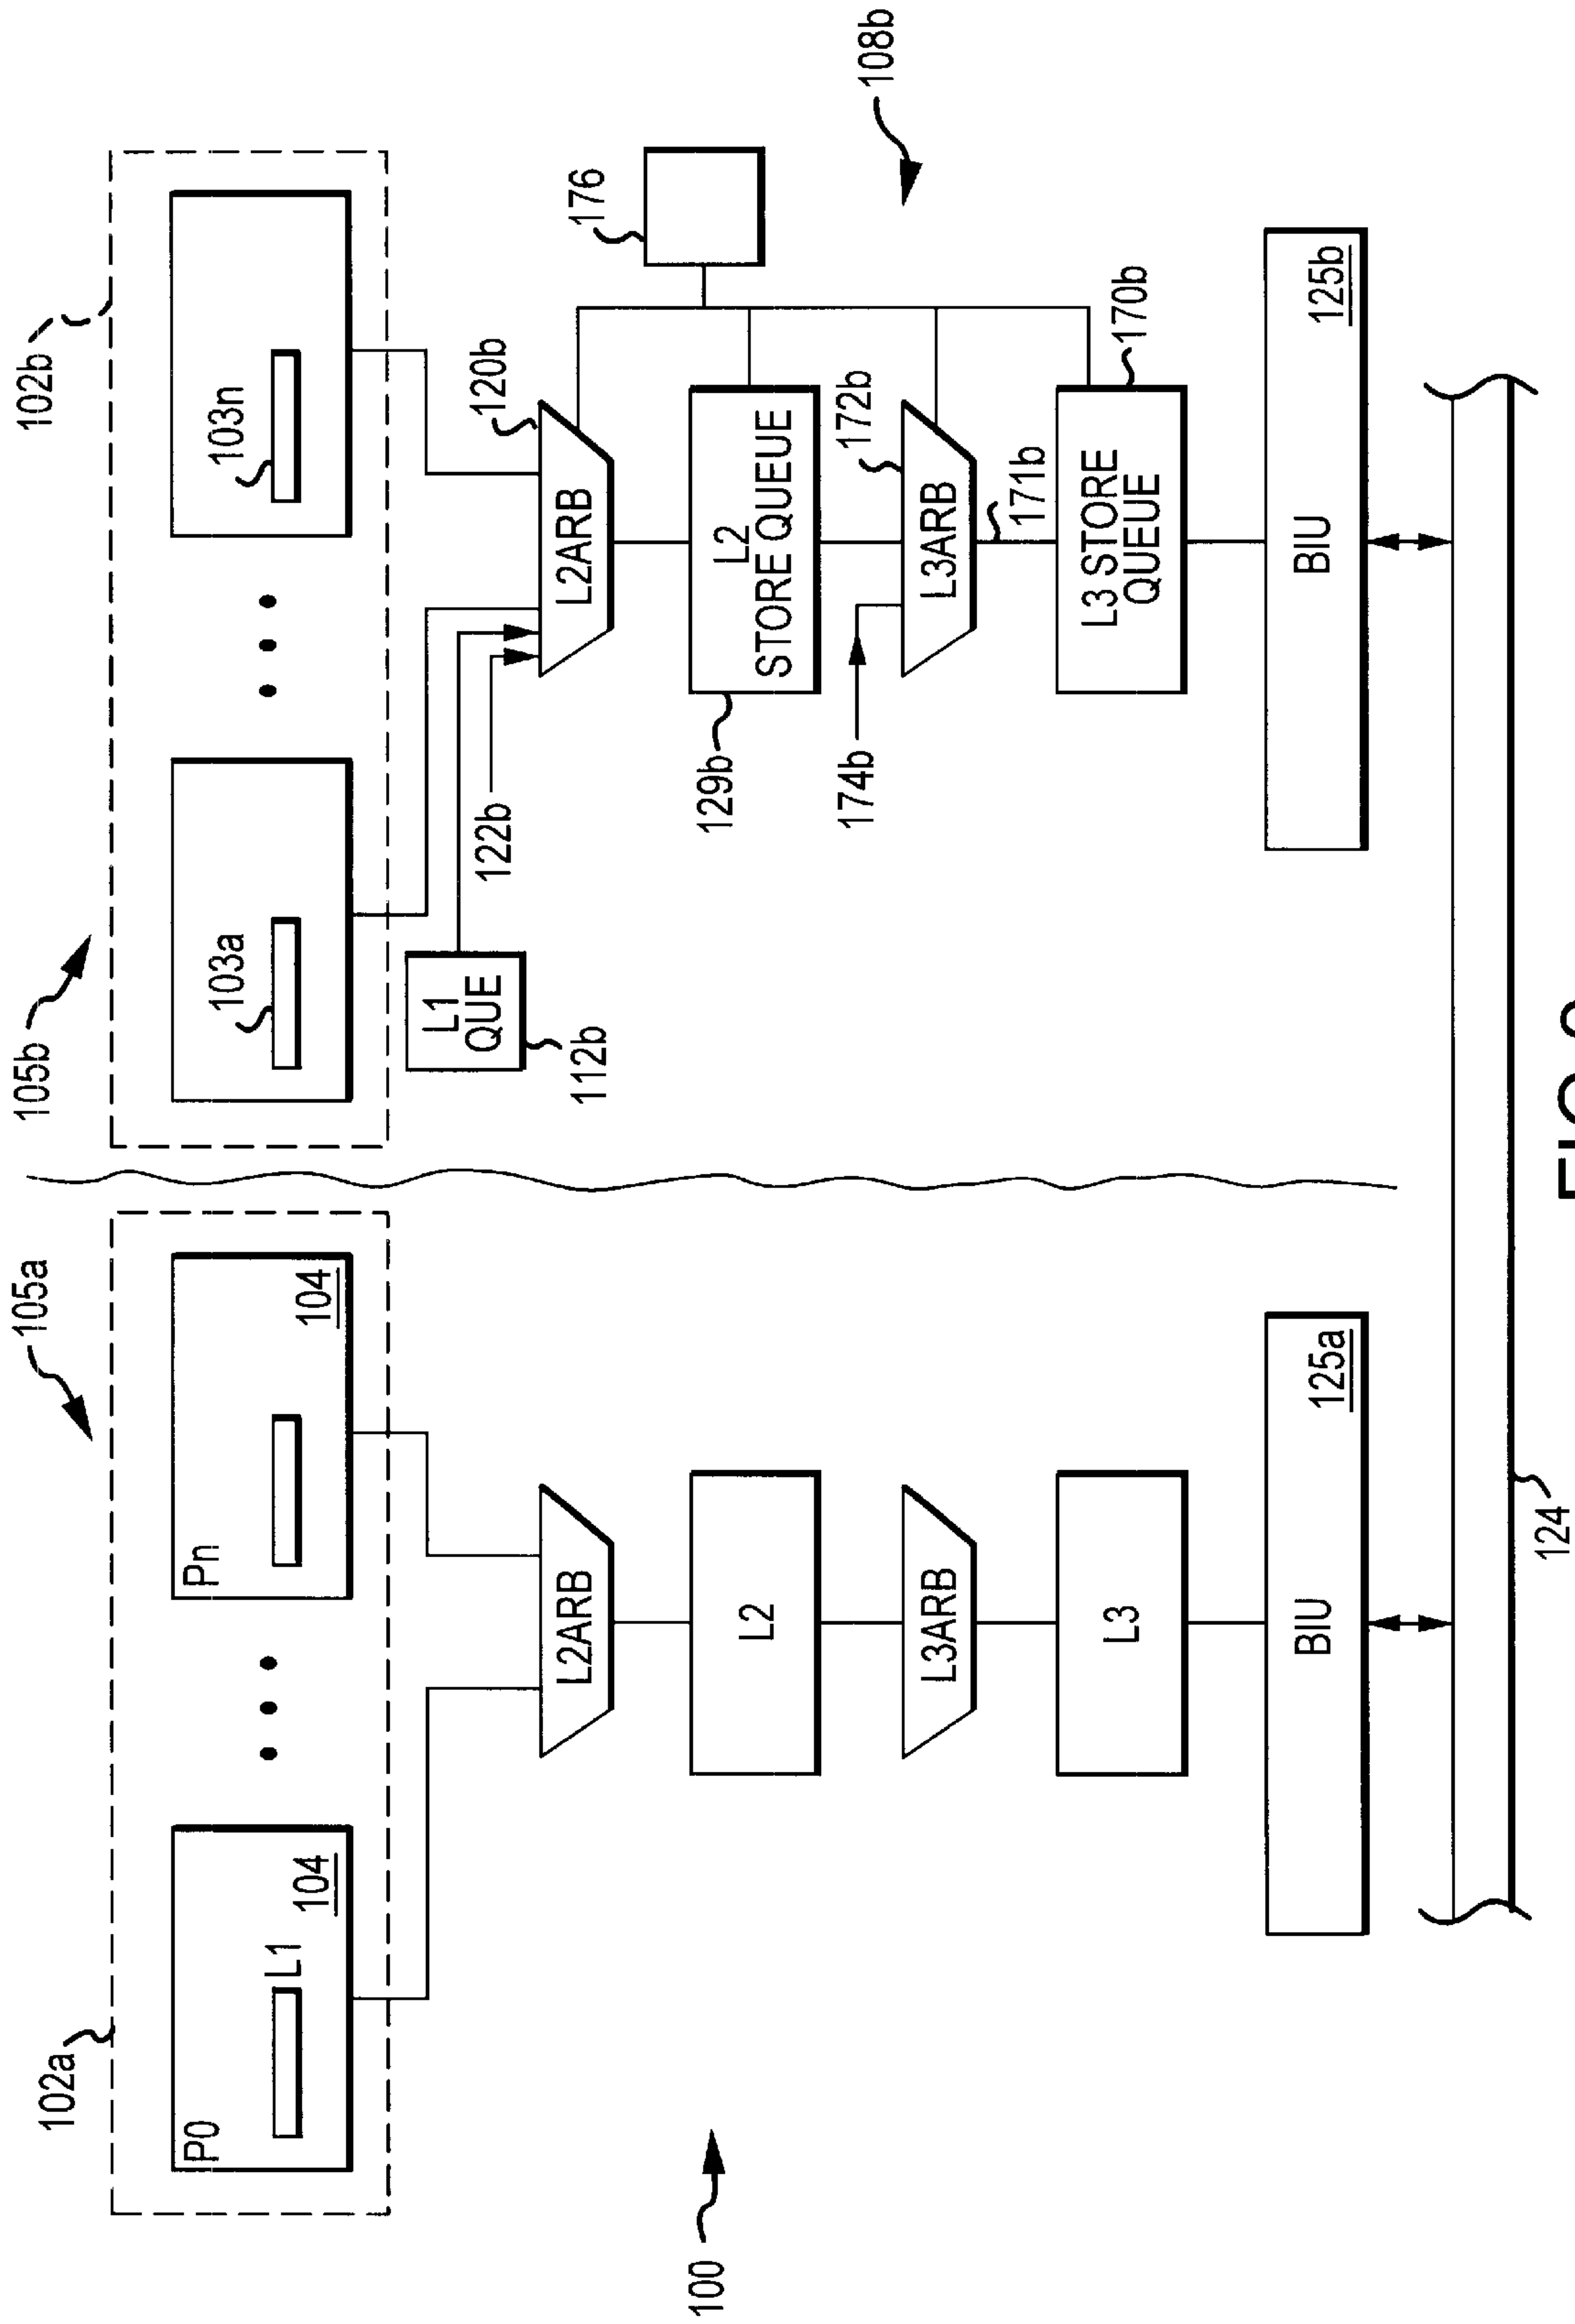 102a
105a
105b
102b
P0
L1
104
Pn
104
103a
103n
L1
QUE
112b
122b
120b
176
108b
L2ARB
L2ARB
L2
129b
L2
STORE QUEUE
174b
172b
L3ARB
L3ARB
171b
100
L3
L3 STORE
QUEUE
170b
BIU
125a
BIU
125b
124